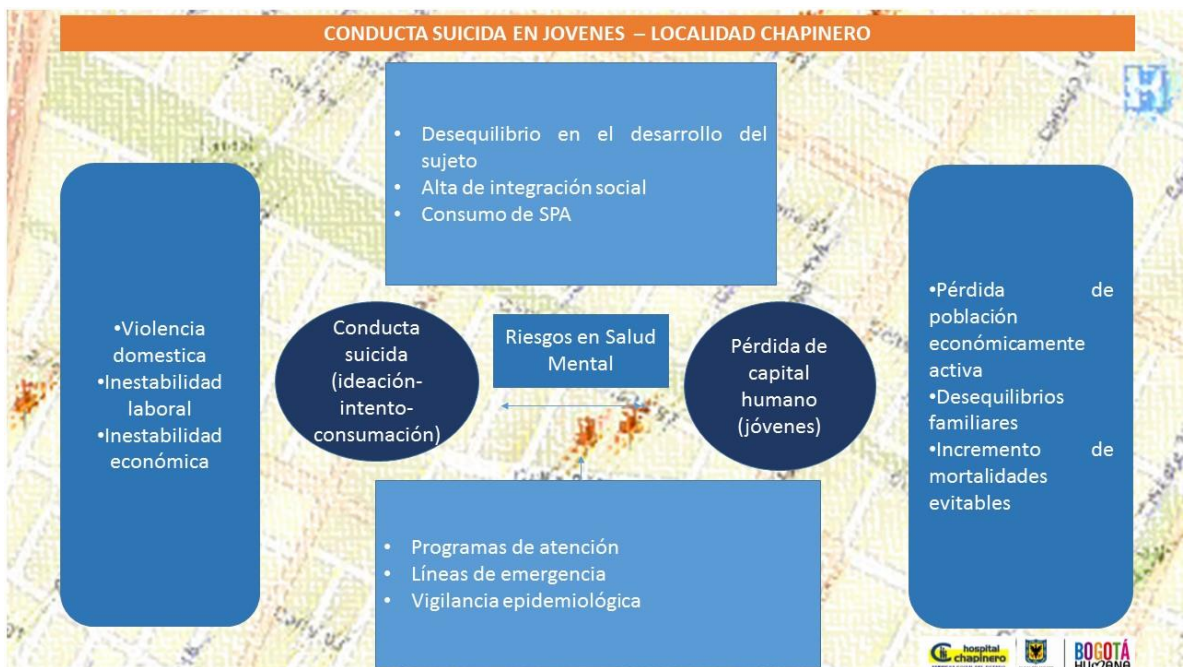 CONDUCTA SUICIDA EN JOVENES – LOCALIDAD CHAPINERO
• Desequilibrio en el desarrollo del
sujeto
• Alta de integración social
• Consumo de SPA
•Violencia
domestica
•Inestabilidad
laboral
•Inestabilidad
económica
Conducta
suicida
(ideación-
intento-
consumación)
Riesgos en Salud
Mental
Pérdida de
capital
humano
(jóvenes)
•Pérdida de
población
económicamente
activa
•Desequilibrios
familiares
•Incremento de
mortalidades
evitables
• Programas de atención
• Líneas de emergencia
• Vigilancia epidemiológica
hospital
chapinero
BOGOTÁ
HUMANA